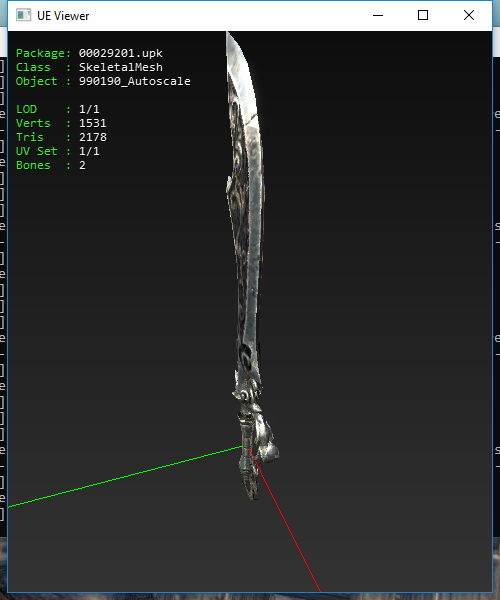 UE Viewer
Package: 00029201.upk
Class  : SkeletalMesh
Object : 990190_Autoscale
LOD    : 1/1
Verts  : 1531
Tris   : 2178
UV Set : 1/1
Bones  : 2